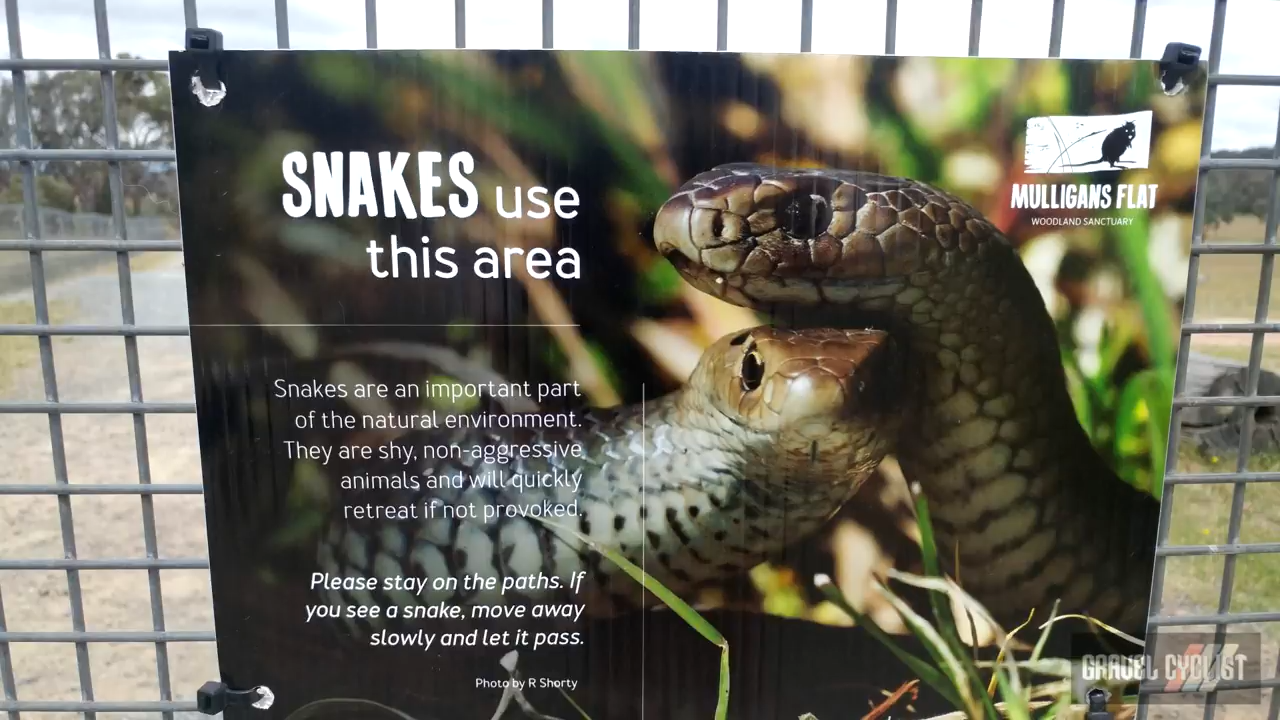 SNAKES use
this area
MULLIGANS FLAT
WOODLAND SANCTUARY
Snakes are an important part
of the natural environment.
They are shy, non-aggressive
animals and will quickly
retreat if not provoked.
Please stay on the paths. If
you see a snake, move away
slowly and let it pass.
Photo by R Shorty
GRAVEL CYCLIST